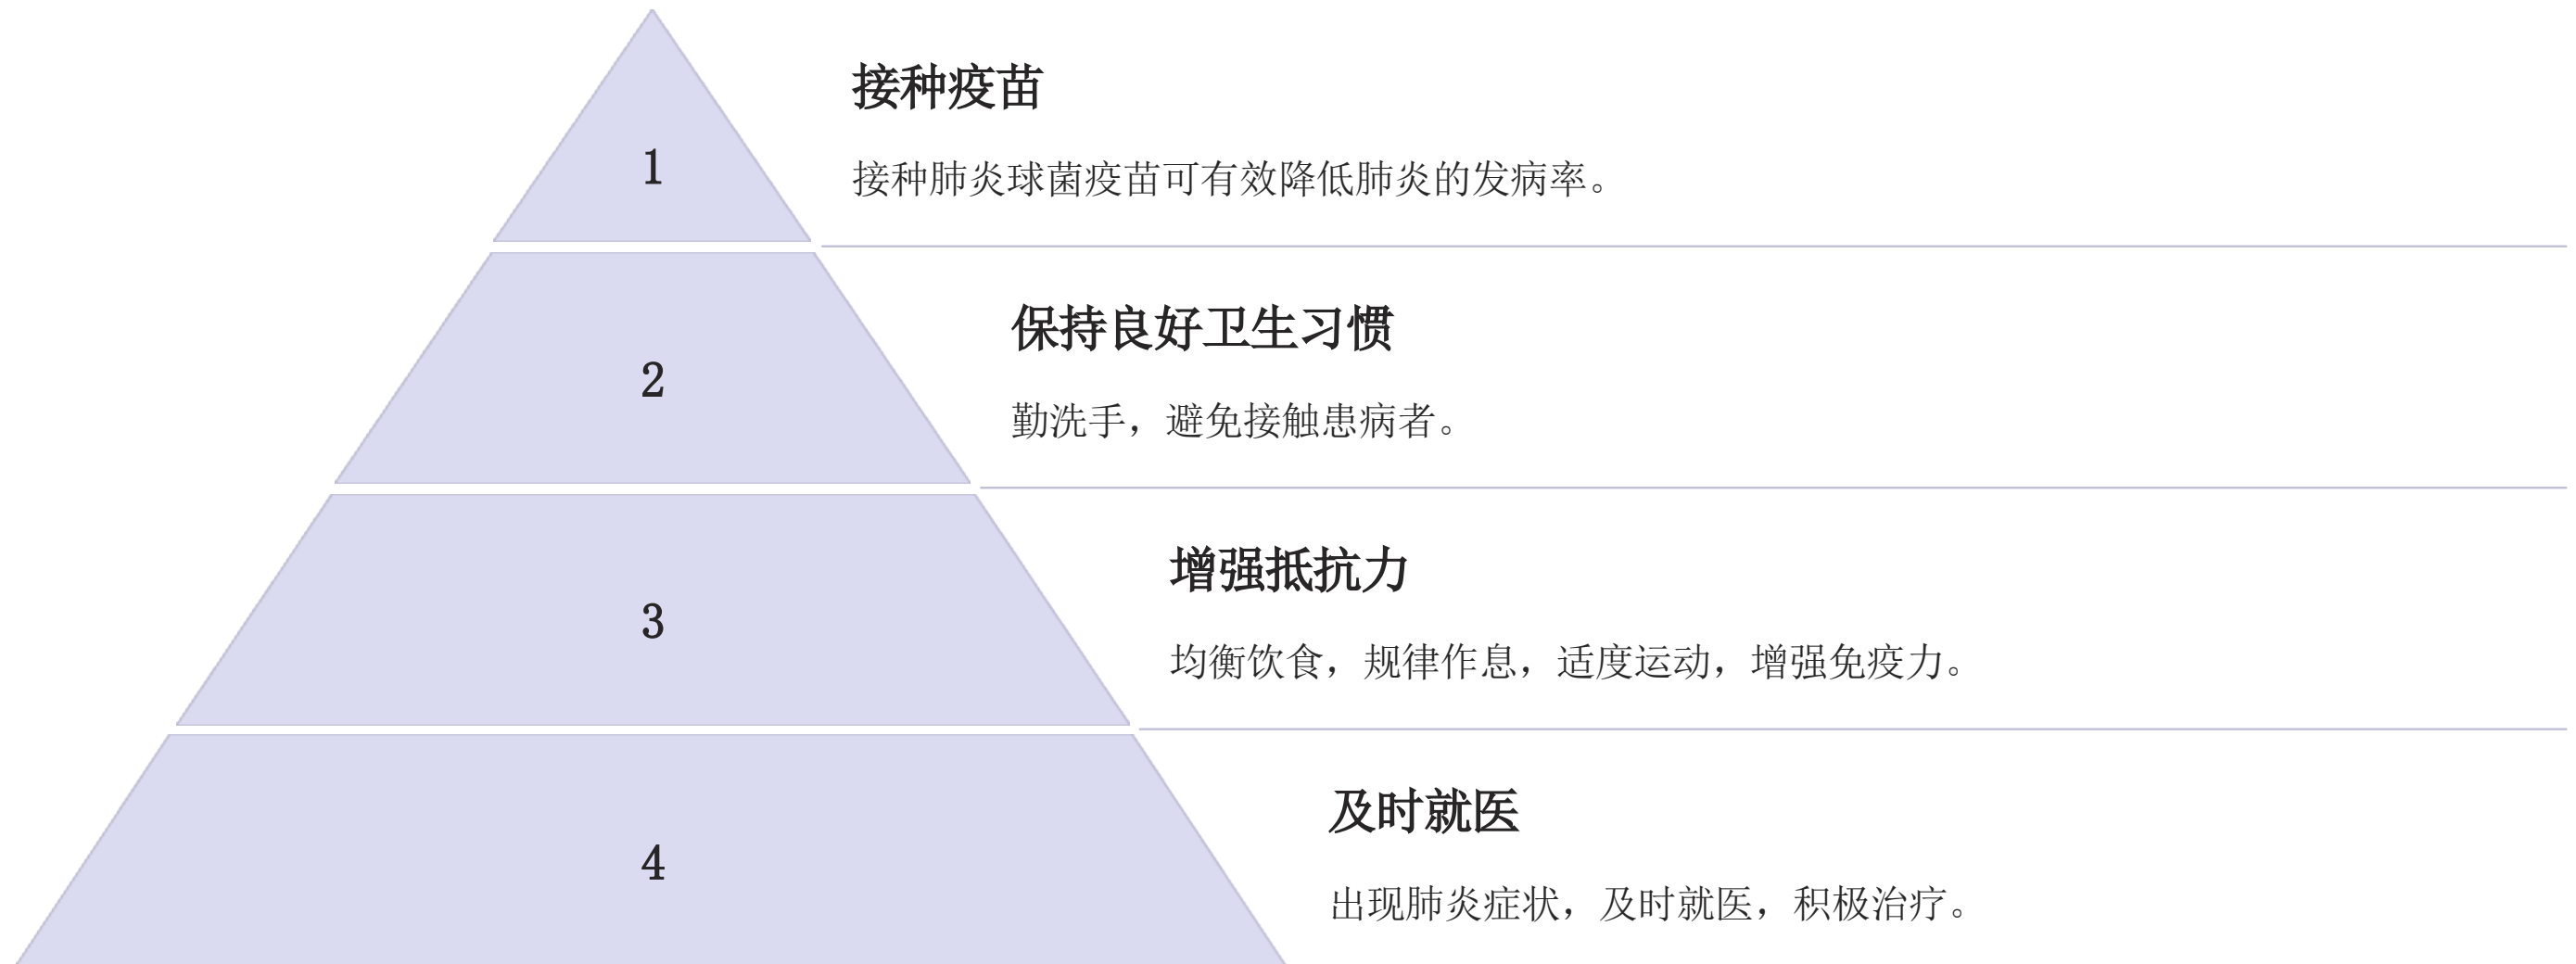 1
接种疫苗
接种肺炎球菌疫苗可有效降低肺炎的发病率。
2
保持良好卫生习惯
勤洗手，避免接触患病者。
3
增强抵抗力
均衡饮食，规律作息，适度运动，增强免疫力。
4
及时就医
出现肺炎症状，及时就医，积极治疗。